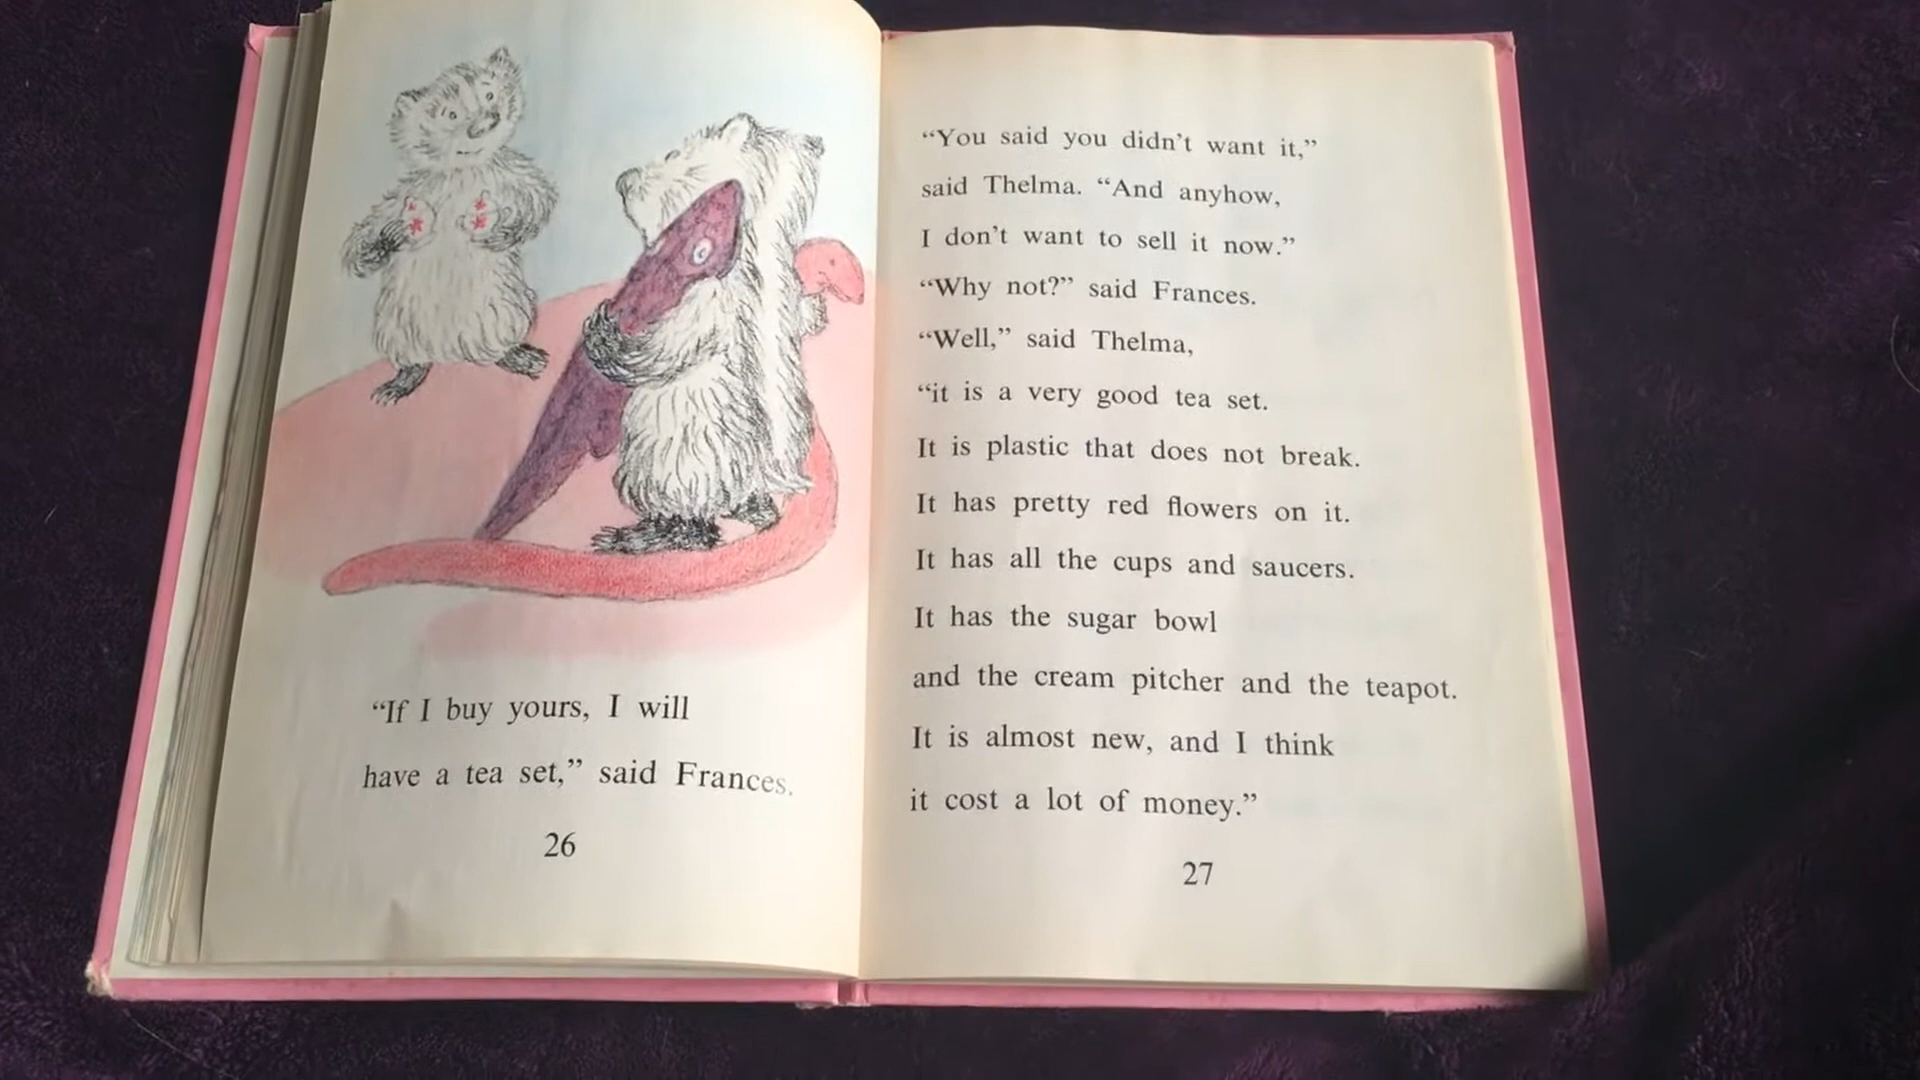 “If I buy yours, I will
have a tea set,” said Frances.
26
“You said you didn’t want it,”
said Thelma. “And anyhow,
I don’t want to sell it now.”
“Why not?” said Frances.
“Well,” said Thelma,
“it is a very good tea set.
It is plastic that does not break.
It has pretty red flowers on it.
It has all the cups and saucers.
It has the sugar bowl
and the cream pitcher and the teapot.
It is almost new, and I think
it cost a lot of money.”
27